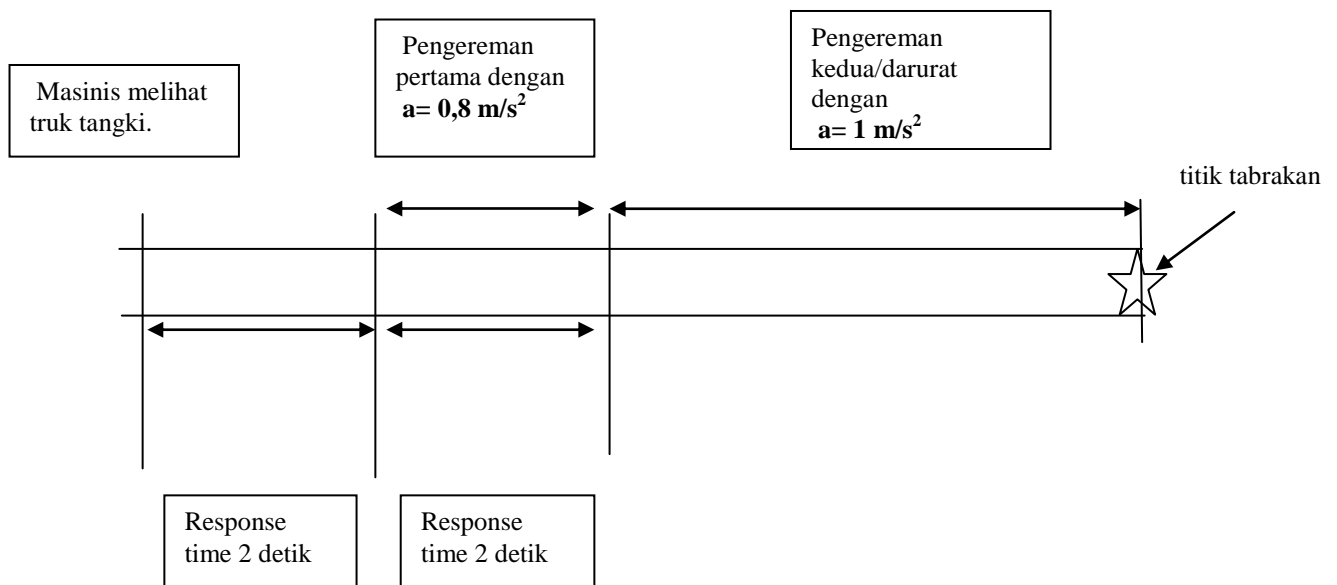 Masinis melihat
truk tangki.
Pengereman
pertama dengan
a= 0,8 m/s²
Pengereman
kedua/darurat
dengan
a= 1 m/s²
titik tabrakan
Response
time 2 detik
Response
time 2 detik